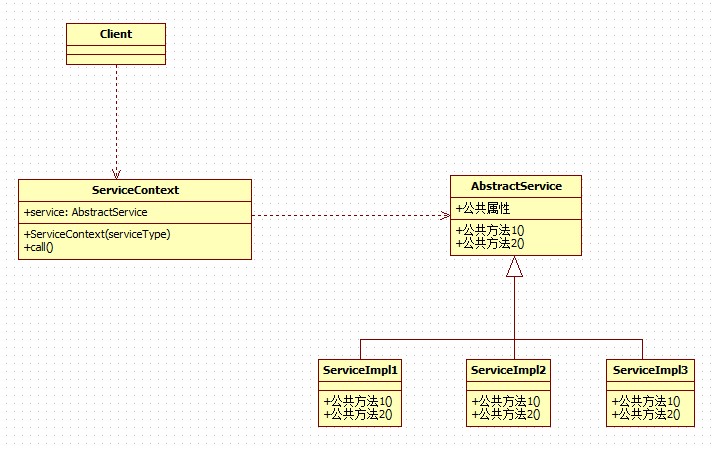 Client
ServiceContext
+service: AbstractService
+ServiceContext(serviceType)
+call()
AbstractService
+公共属性
+公共方法1()
+公共方法2()
ServiceImpl1
+公共方法1()
+公共方法2()
ServiceImpl2
+公共方法1()
+公共方法2()
ServiceImpl3
+公共方法1()
+公共方法2()